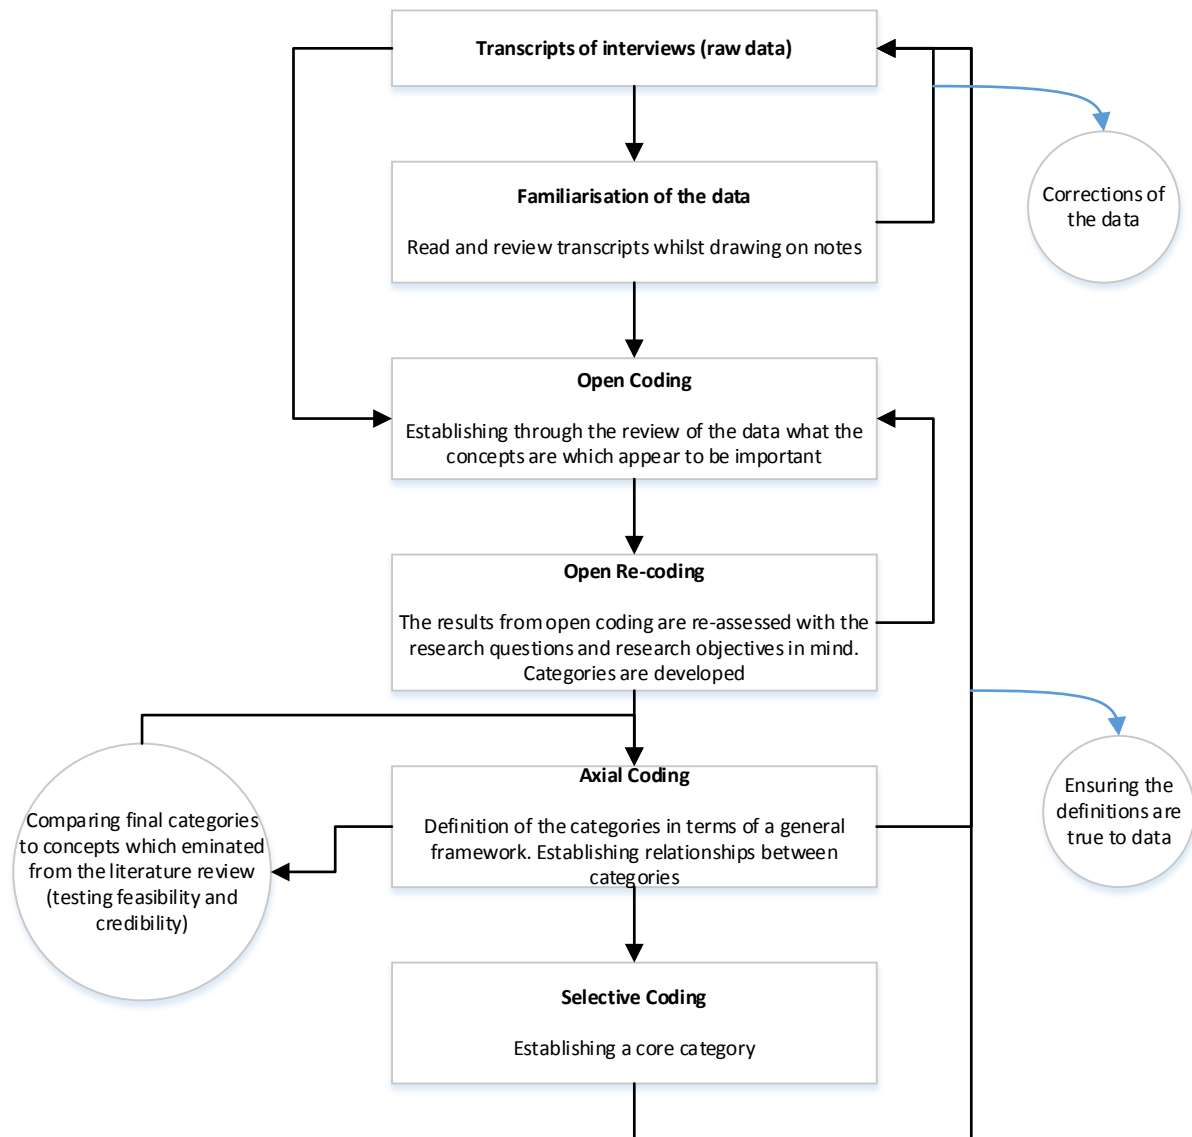 Transcripts of interviews (raw data)
Familiarisation of the data
Read and review transcripts whilst drawing on notes
Corrections of
the data
Open Coding
Establishing through the review of the data what the
concepts are which appear to be important
Open Re-coding
The results from open coding are re-assessed with the
research questions and research objectives in mind.
Categories are developed
Axial Coding
Definition of the categories in terms of a general
framework. Establishing relationships between
categories
Comparing final categories
to concepts which eminated
from the literature review
(testing feasibility and
credibility)
Ensuring the
definitions are
true to data
Selective Coding
Establishing a core category